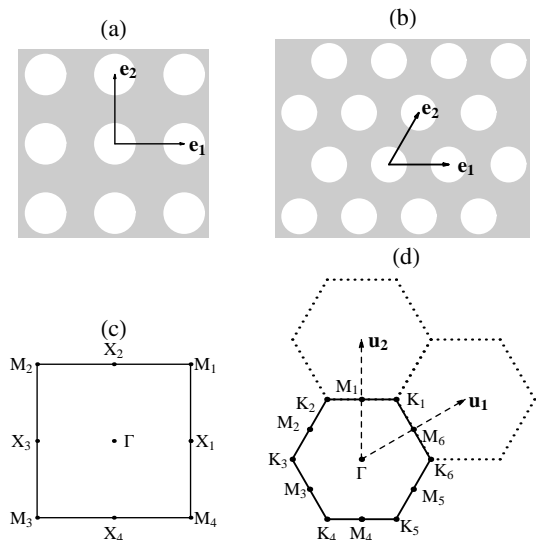 (a)
(b)
e₂
e₁
e₂
e₁
(c)
(d)
M₂
X₂
M₁
X₃
Γ
X₁
M₃
X₄
M₄
u₂
u₁
K₂
M₁
K₁
M₂
M₆
K₃
Γ
K₆
M₃
M₅
K₄
M₄
K₅